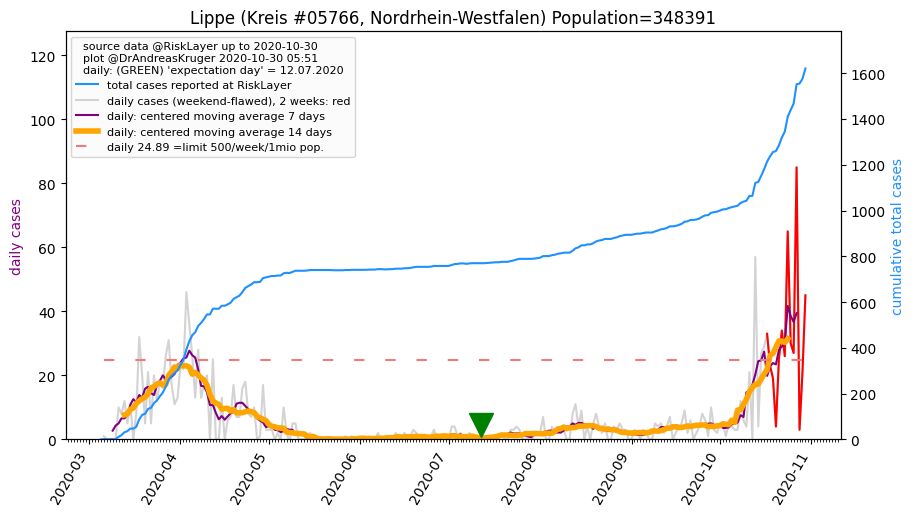 Lippe (Kreis #05766, Nordrhein-Westfalen) Population=348391
source data @RiskLayer up to 2020-10-30
plot @DrAndreasKruger 2020-10-30 05:51
daily: (GREEN) 'expectation day' = 12.07.2020
total cases reported at RiskLayer
daily cases (weekend-flawed), 2 weeks: red
daily: centered moving average 7 days
daily: centered moving average 14 days
daily 24.89 =limit 500/week/1mio pop.
daily cases
120
100
80
60
40
20
0
cumulative total cases
1600
1400
1200
1000
800
600
400
200
0
2020-03
2020-04
2020-05
2020-06
2020-07
2020-08
2020-09
2020-10
2020-11